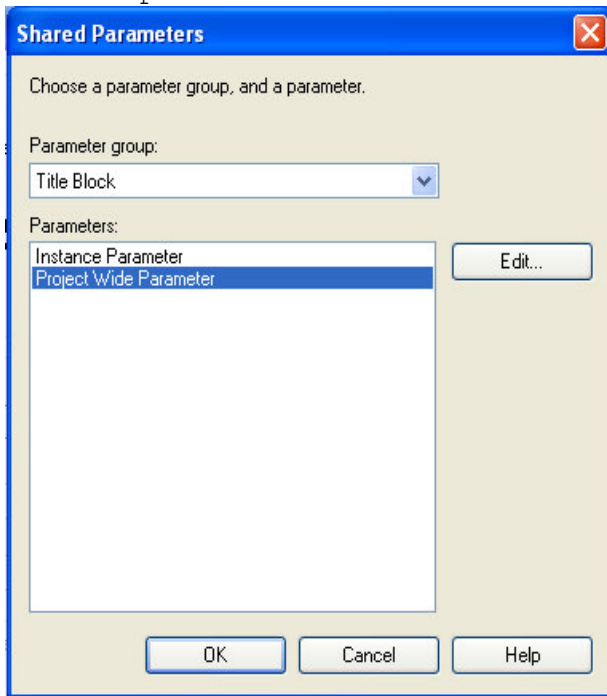 Shared Parameters
Choose a parameter group, and a parameter.
Parameter group:
Title Block
Parameters:
Instance Parameter
Edit...
Project Wide Parameter
OK
Cancel
Help